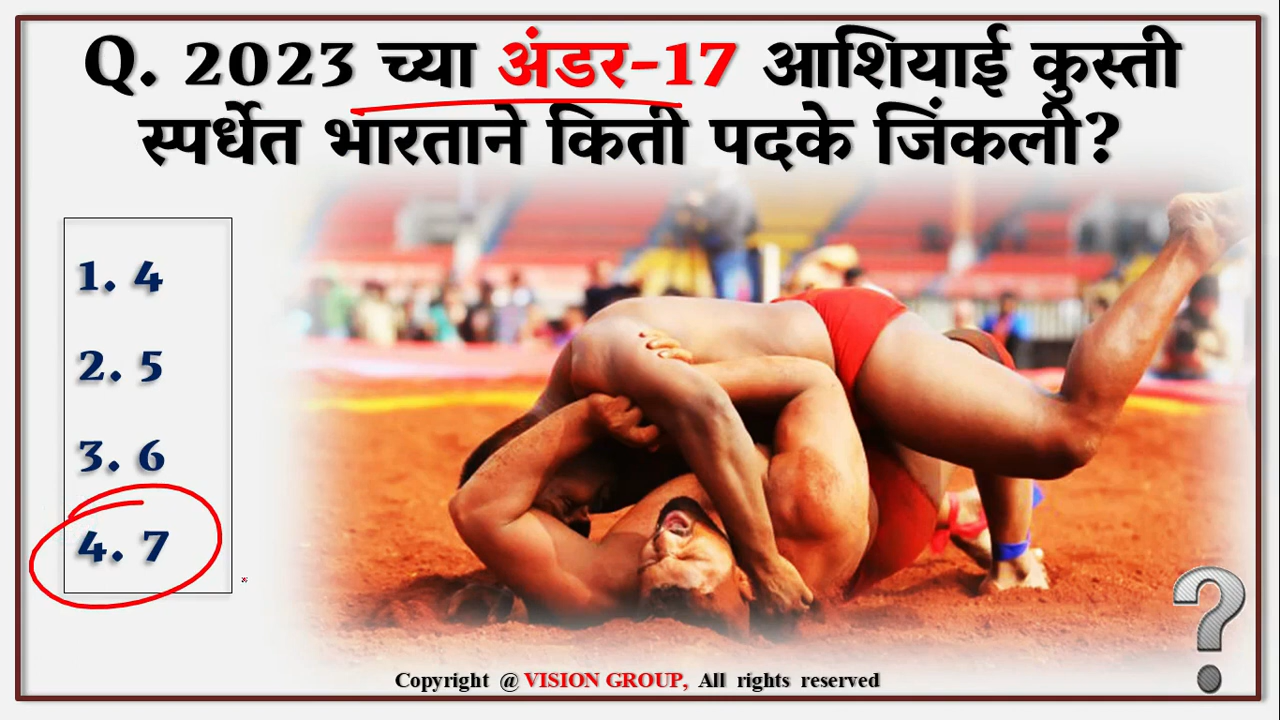 Q. 2023 च्या अंडर-17 आशियाई कुस्ती
स्पर्धेत भारताने किती पदके जिंकली?
1. 4
2. 5
3. 6
4. 7
Copyright @ VISION GROUP, All rights reserved